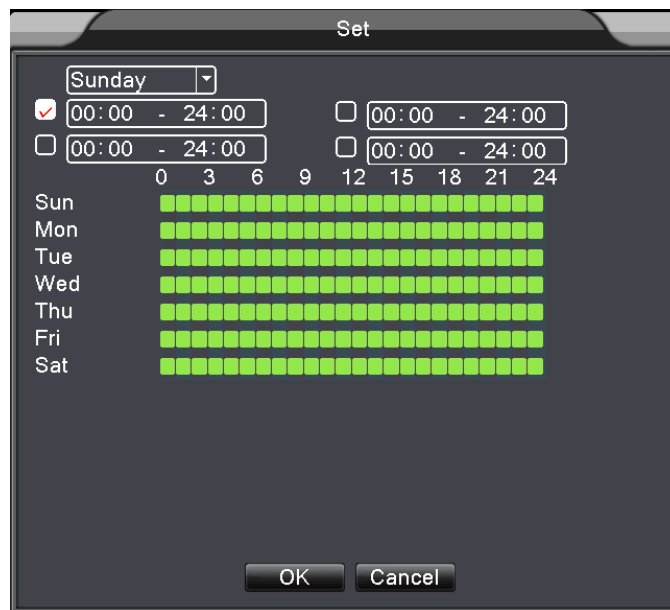 Set
Sunday
00:00 - 24:00 00:00 - 24:00
00:00 - 24:00 00:00 - 24:00
0 3 6 9 12 15 18 21 24
Sun
Mon
Tue
Wed
Thu
Fri
Sat
OK Cancel